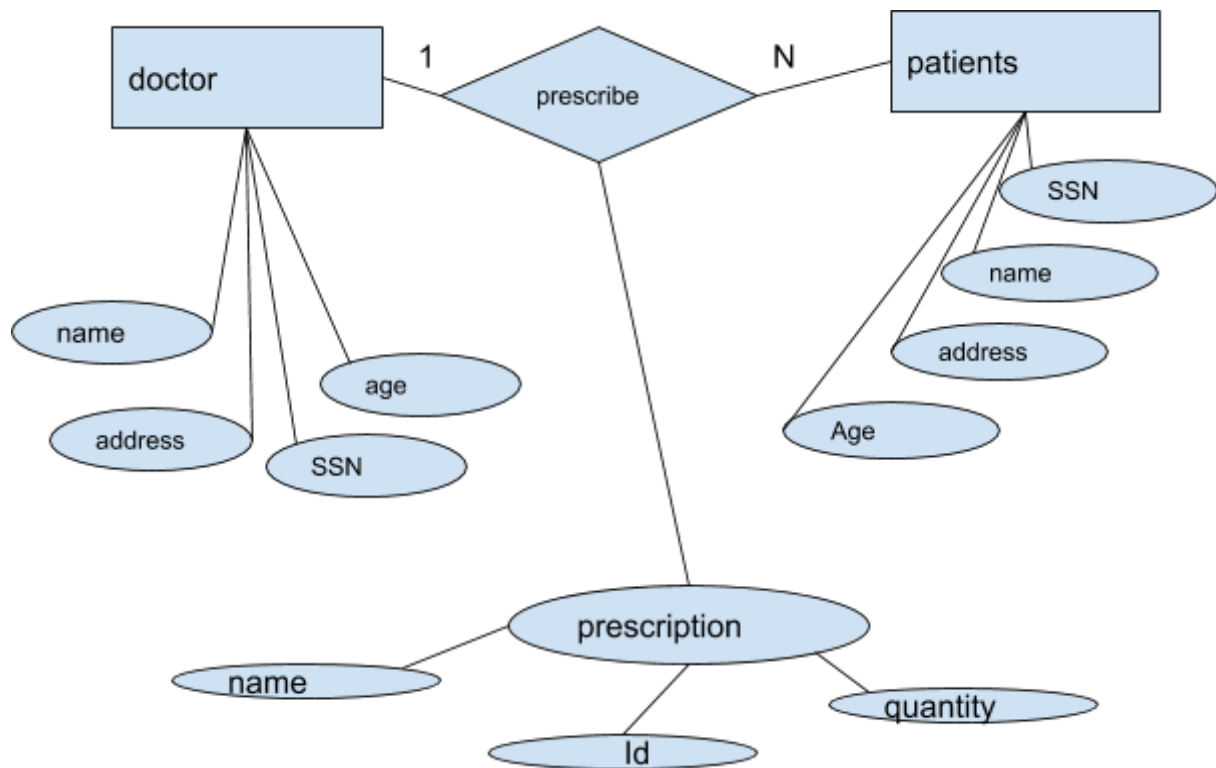 doctor
1
prescribe
N
patients
SSN
name
address
Age
name
age
address
SSN
prescription
name
Id
quantity